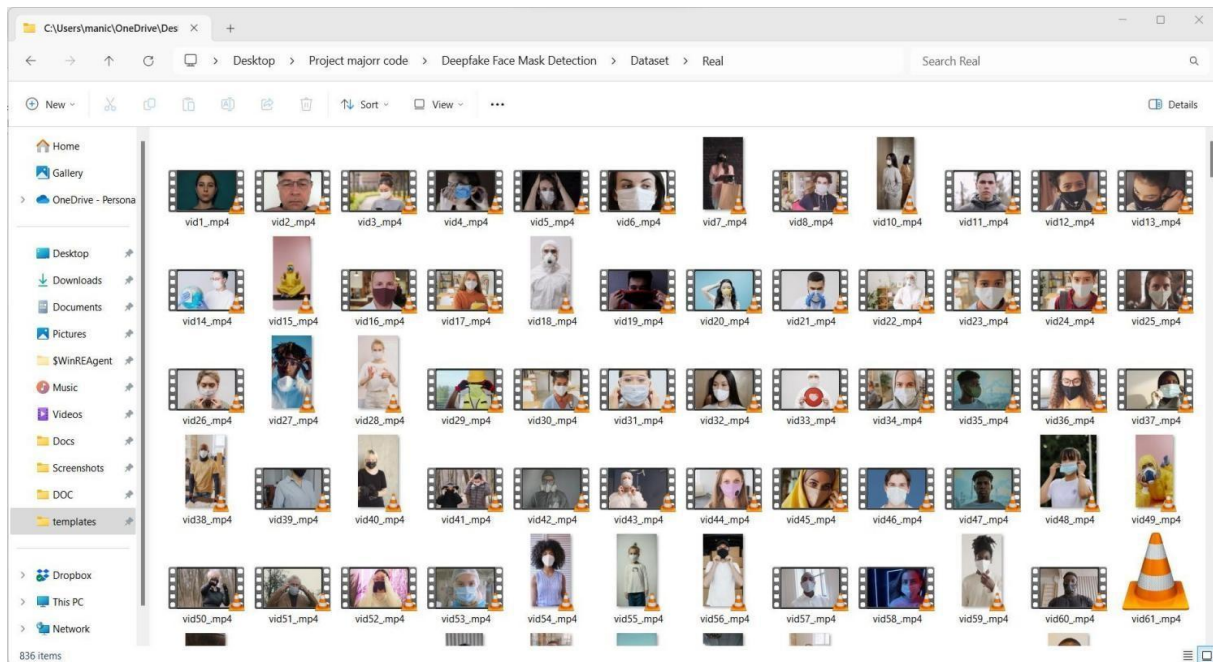 C:\Users\manic\OneDrive\Des
Desktop > Project majorr code > Deepfake Face Mask Detection > Dataset > Real
Search Real
New
Sort
View
Details
Home
Gallery
OneDrive - Persona
Desktop
Downloads
Documents
Pictures
$WinREAgent
Music
Videos
Docs
Screenshots
DOC
templates
Dropbox
This PC
Network
vid1_.mp4 vid2_.mp4 vid3_.mp4 vid4_.mp4 vid5_.mp4 vid6_.mp4 vid7_.mp4 vid8_.mp4 vid10_.mp4 vid11_.mp4 vid12_.mp4 vid13_.mp4
vid14_.mp4 vid15_.mp4 vid16_.mp4 vid17_.mp4 vid18_.mp4 vid19_.mp4 vid20_.mp4 vid21_.mp4 vid22_.mp4 vid23_.mp4 vid24_.mp4 vid25_.mp4
vid26_.mp4 vid27_.mp4 vid28_.mp4 vid29_.mp4 vid30_.mp4 vid31_.mp4 vid32_.mp4 vid33_.mp4 vid34_.mp4 vid35_.mp4 vid36_.mp4 vid37_.mp4
vid38_.mp4 vid39_.mp4 vid40_.mp4 vid41_.mp4 vid42_.mp4 vid43_.mp4 vid44_.mp4 vid45_.mp4 vid46_.mp4 vid47_.mp4 vid48_.mp4 vid49_.mp4
vid50_.mp4 vid51_.mp4 vid52_.mp4 vid53_.mp4 vid54_.mp4 vid55_.mp4 vid56_.mp4 vid57_.mp4 vid58_.mp4 vid59_.mp4 vid60_.mp4 vid61_.mp4
836 items